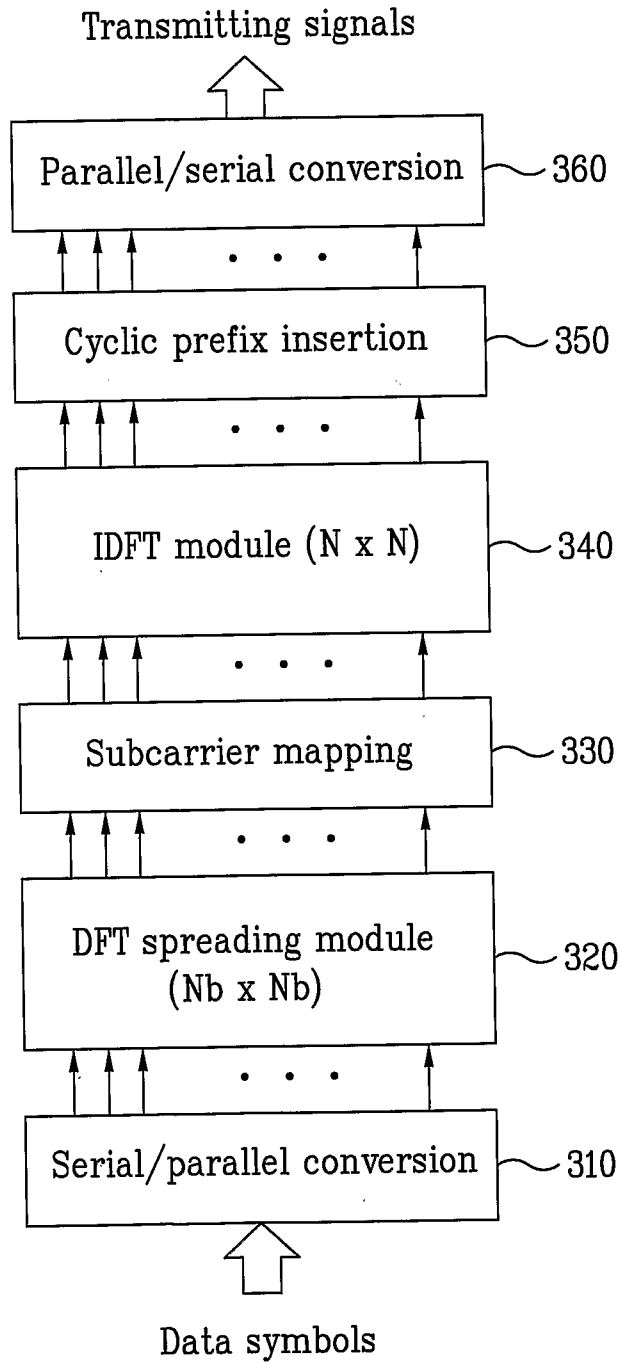 Transmitting signals
Parallel/serial conversion
360
Cyclic prefix insertion
350
IDFT module (N x N)
340
Subcarrier mapping
330
DFT spreading module
(Nb x Nb)
320
Serial/parallel conversion
310
Data symbols